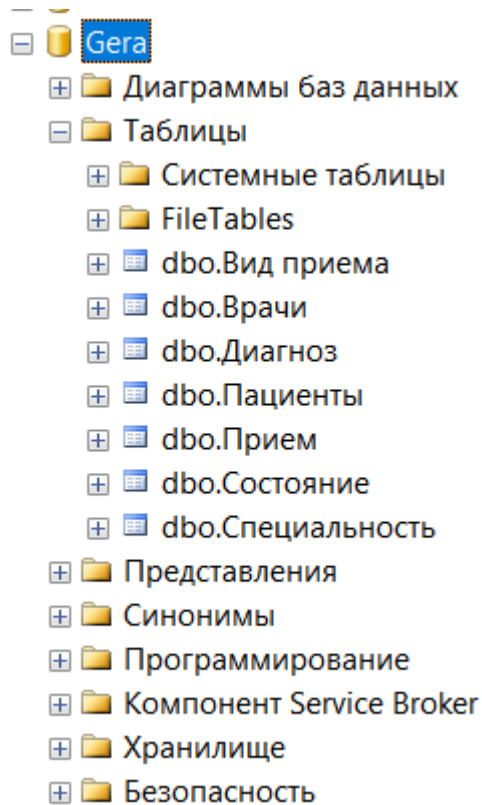 Gera
Диаграммы баз данных
Таблицы
Системные таблицы
FileTables
dbo.Вид приема
dbo.Врачи
dbo.Диагноз
dbo.Пациенты
dbo.Прием
dbo.Состояние
dbo.Специальность
Представления
Синонимы
Программирование
Компонент Service Broker
Хранилище
Безопасность